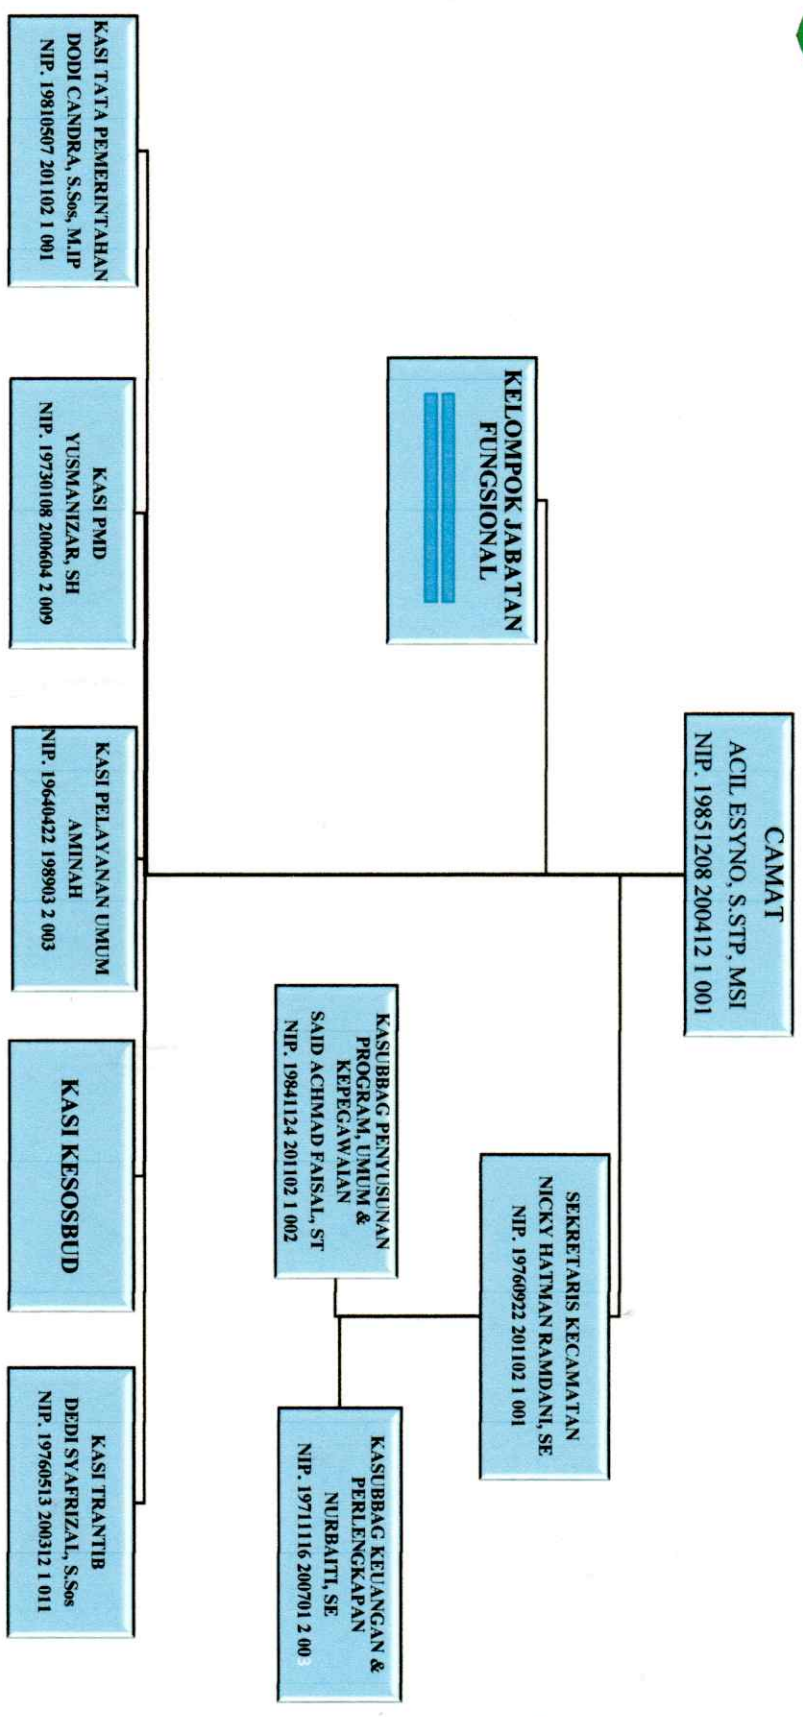 CAMAT
ACIL ESYNO, S.STP, MSI
NIP. 19851208 200412 1 001
KELOMPOK JABATAN
FUNGSIONAL
SEKRETARIS KECAMATAN
NICKY HATMAN RAMDANI, SE
NIP. 19760922 201102 1 001
KASUBBAG PENYUSUNAN
PROGRAM, UMUM &
KEPEGAWAIAN
SAID ACHMAD FAISAL, ST
NIP. 19841124 201102 1 002
KASUBBAG KEUANGAN &
PERLENGKAPAN
NURBAITI, SE
NIP. 19711116 200701 2 003
KASI TATA PEMERINTAHAN
DODI CANDRA, S.Sos, M.IP
NIP. 19810507 201102 1 001
KASI PMD
YUSMANIZAR, SH
NIP. 19730108 200604 2 009
KASI PELAYANAN UMUM
AMINAH
NIP. 19640422 198903 2 003
KASI KESOSBUD
KASI TRANTIB
DEDI SYAFRIZAL, S.Sos
NIP. 19760513 200312 1 011